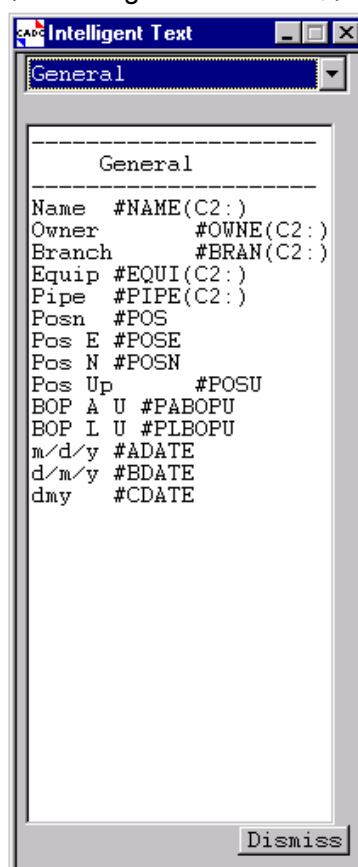 CADC Intelligent Text
General
---------------------
General
---------------------
Name #NAME(C2:)
Owner #OWNE(C2:)
Branch #BRAN(C2:)
Equip #EQUI(C2:)
Pipe #PIPE(C2:)
Posn #POS
Pos E #POSE
Pos N #POSN
Pos Up #POSU
BOP A U #PABOPU
BOP L U #PLBOPU
m/d/y #ADATE
d/m/y #BDATE
dmy #CDATE
Dismiss